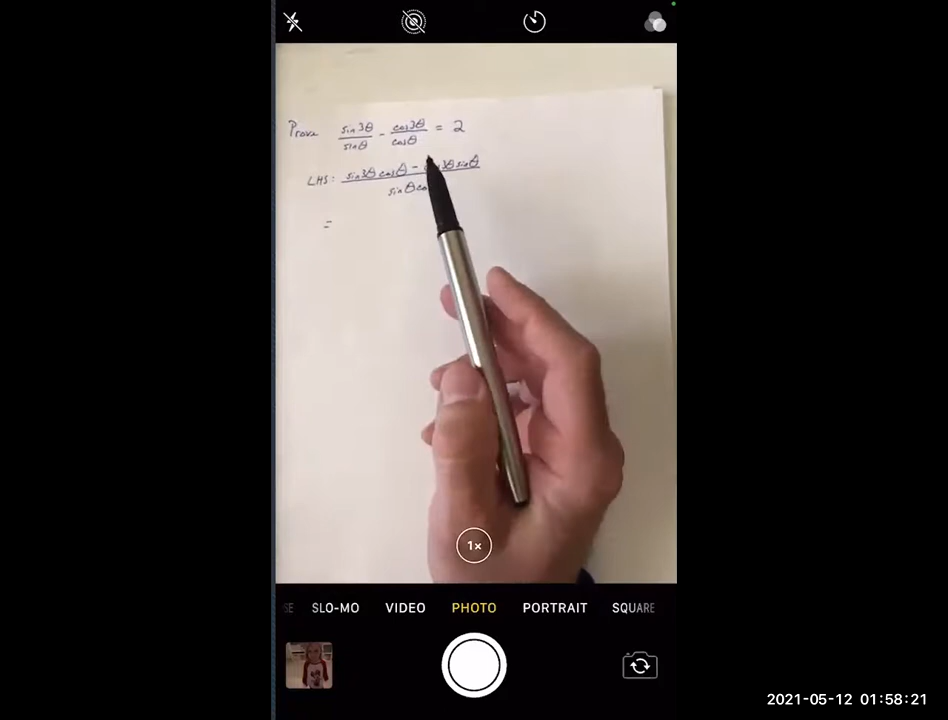 Prove sin3θ/sinθ - cos3θ/cosθ = 2
LHS: sin3θ cosθ - 3θ sinθ / sinθ
=
1×
SLO-MO VIDEO PHOTO PORTRAIT SQUARE
2021-05-12 01:58:21